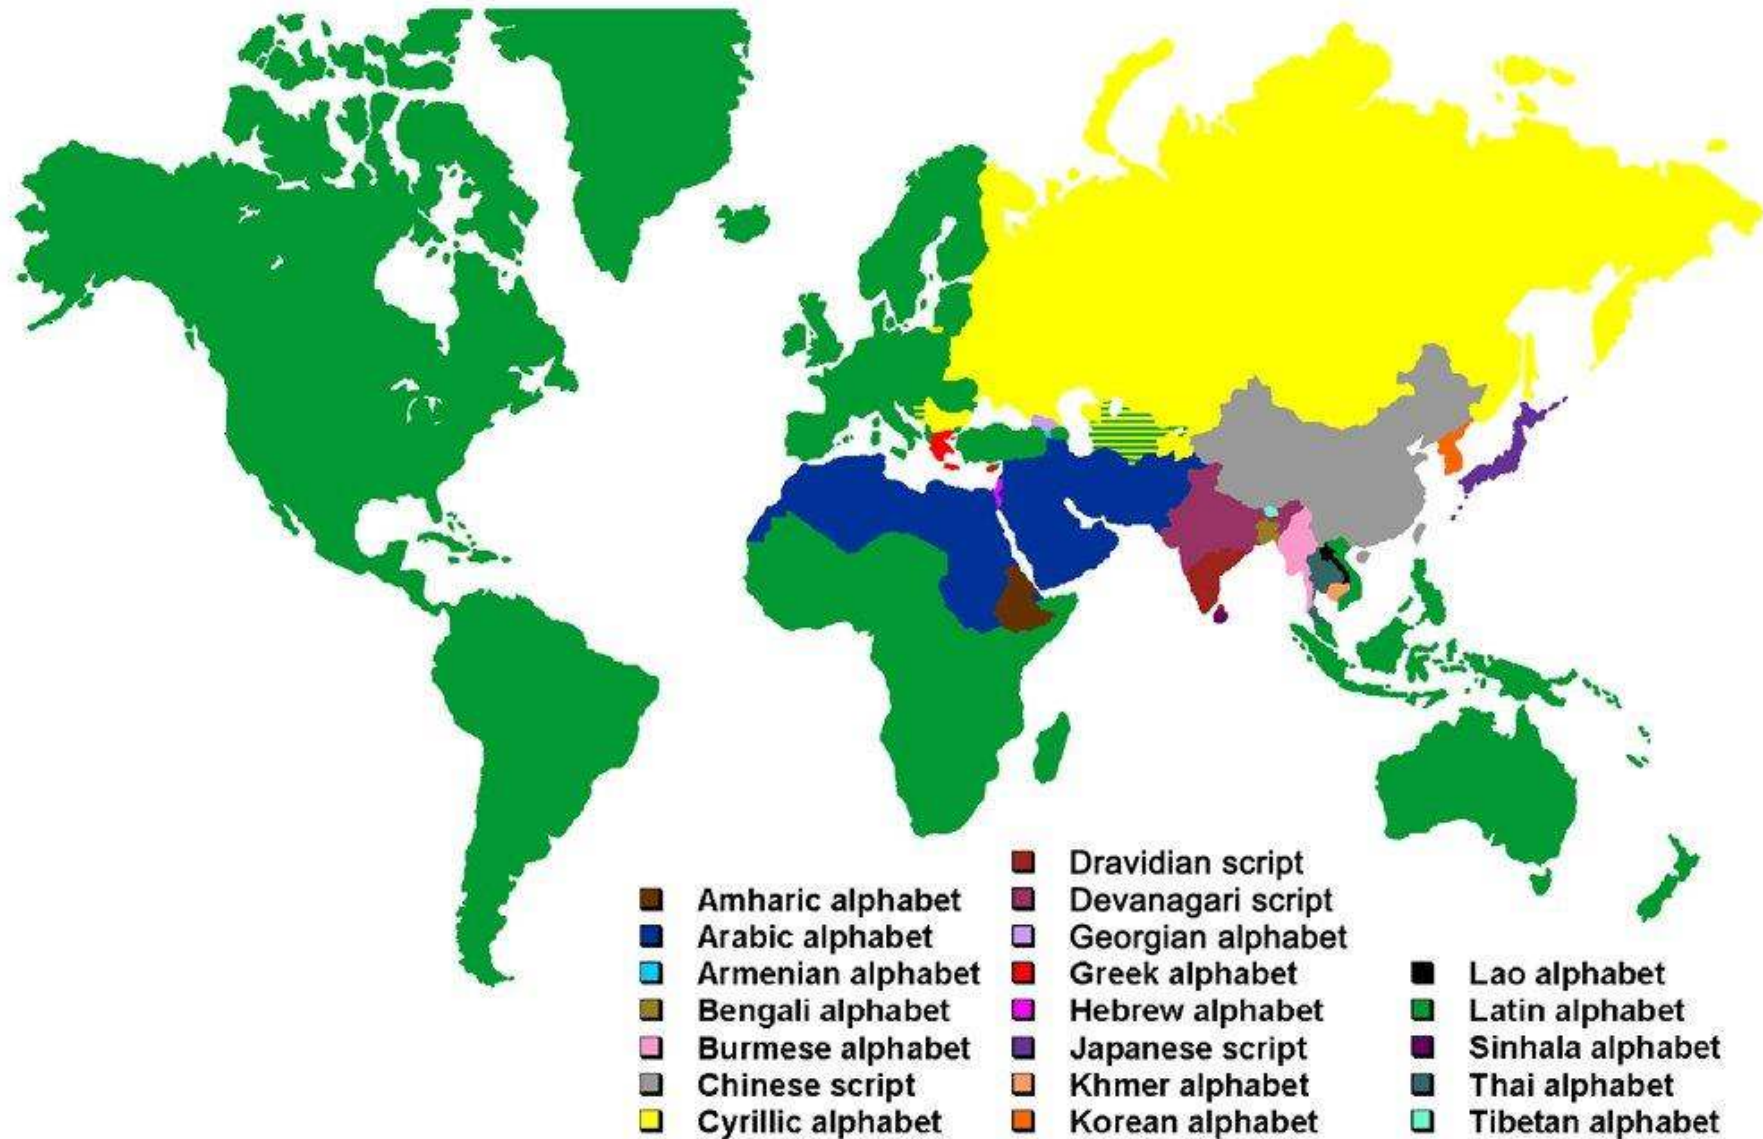 Amharic alphabet
Arabic alphabet
Armenian alphabet
Bengali alphabet
Burmese alphabet
Chinese script
Cyrillic alphabet
Dravidian script
Devanagari script
Georgian alphabet
Greek alphabet
Hebrew alphabet
Japanese script
Khmer alphabet
Korean alphabet
Lao alphabet
Latin alphabet
Sinhala alphabet
Thai alphabet
Tibetan alphabet